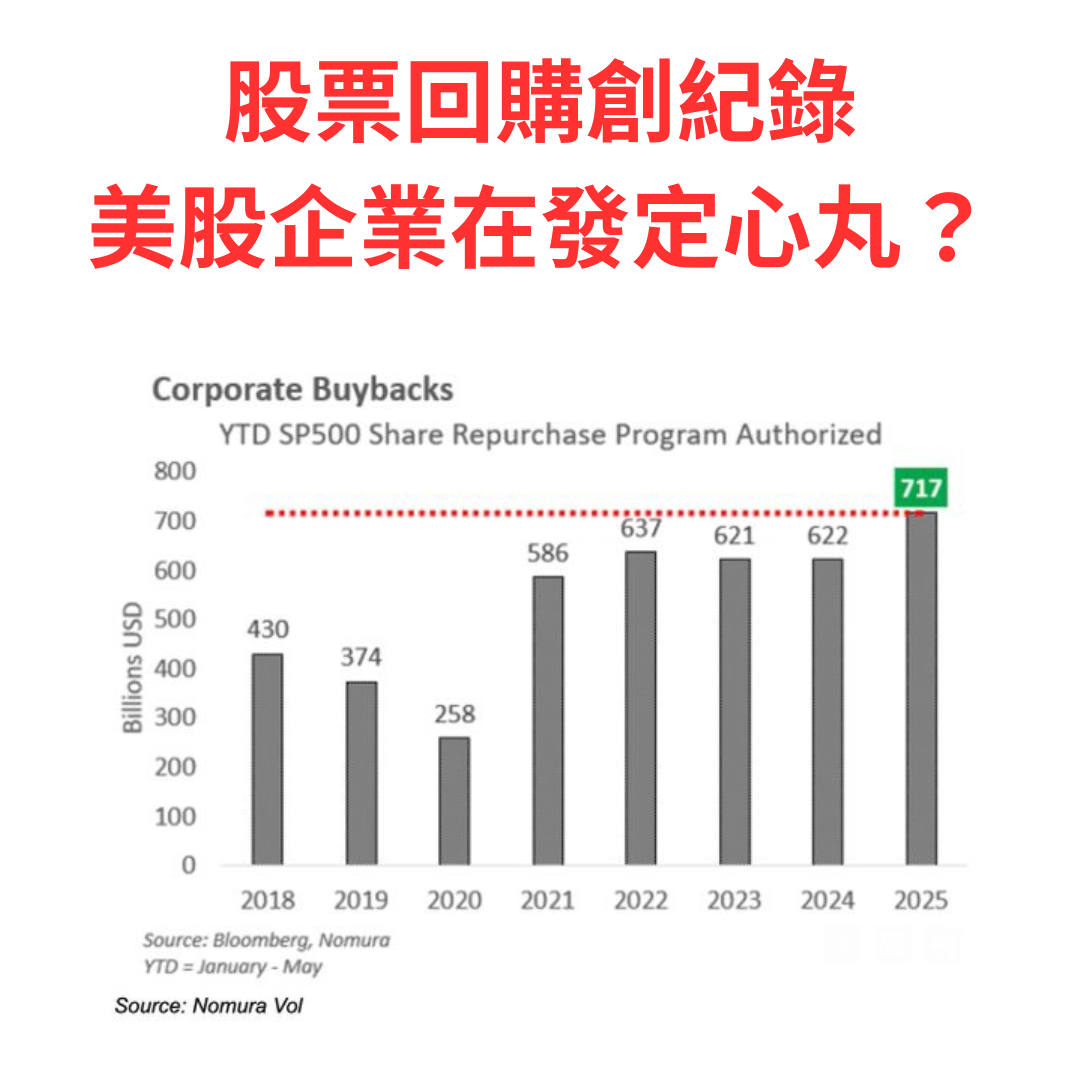 股票回購創紀錄
美股企業在發定心丸？
Corporate Buybacks
YTD SP500 Share Repurchase Program Authorized
Billions USD
800
700
600
500
400
300
200
100
0
430
374
258
586
637
621
622
717
2018 2019 2020 2021 2022 2023 2024 2025
Source: Bloomberg, Nomura
YTD = January - May
Source: Nomura Vol